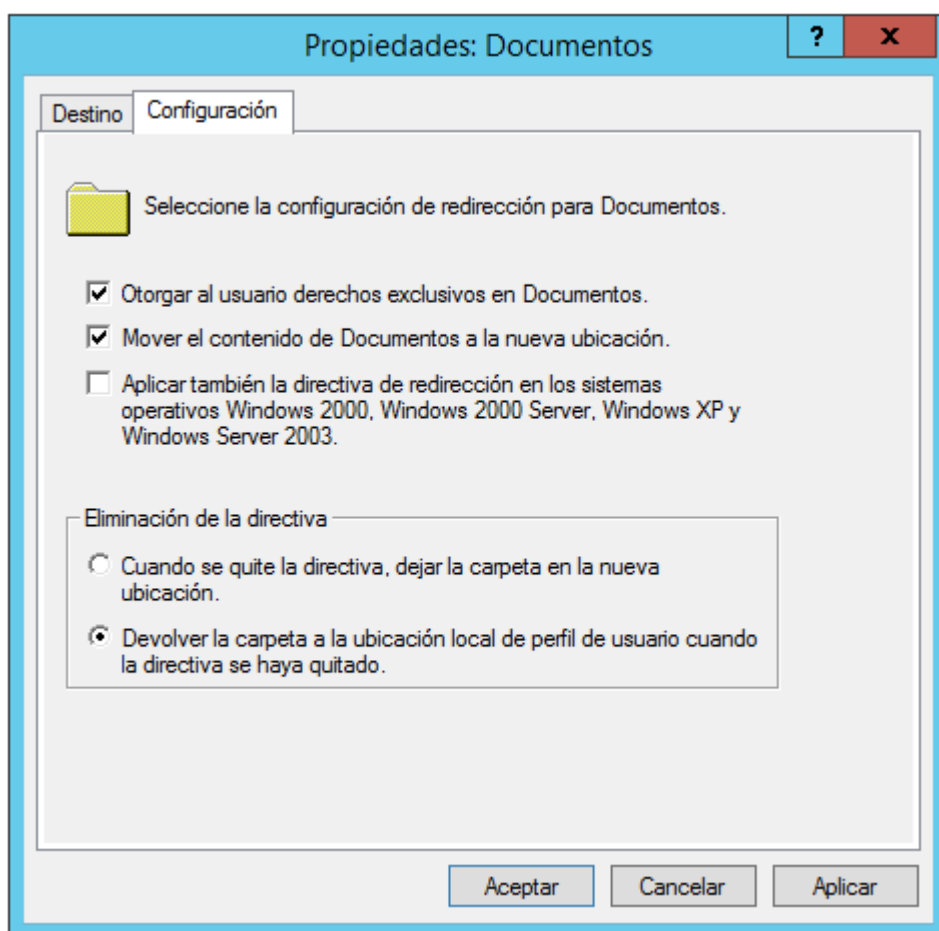 Propiedades: Documentos
?
x
Destino
Configuración
Seleccione la configuración de redirección para Documentos.
Otorgar al usuario derechos exclusivos en Documentos.
Mover el contenido de Documentos a la nueva ubicación.
Aplicar también la directiva de redirección en los sistemas
operativos Windows 2000, Windows 2000 Server, Windows XP y
Windows Server 2003.
Eliminación de la directiva
Cuando se quite la directiva, dejar la carpeta en la nueva
ubicación.
Devolver la carpeta a la ubicación local de perfil de usuario cuando
la directiva se haya quitado.
Aceptar
Cancelar
Aplicar